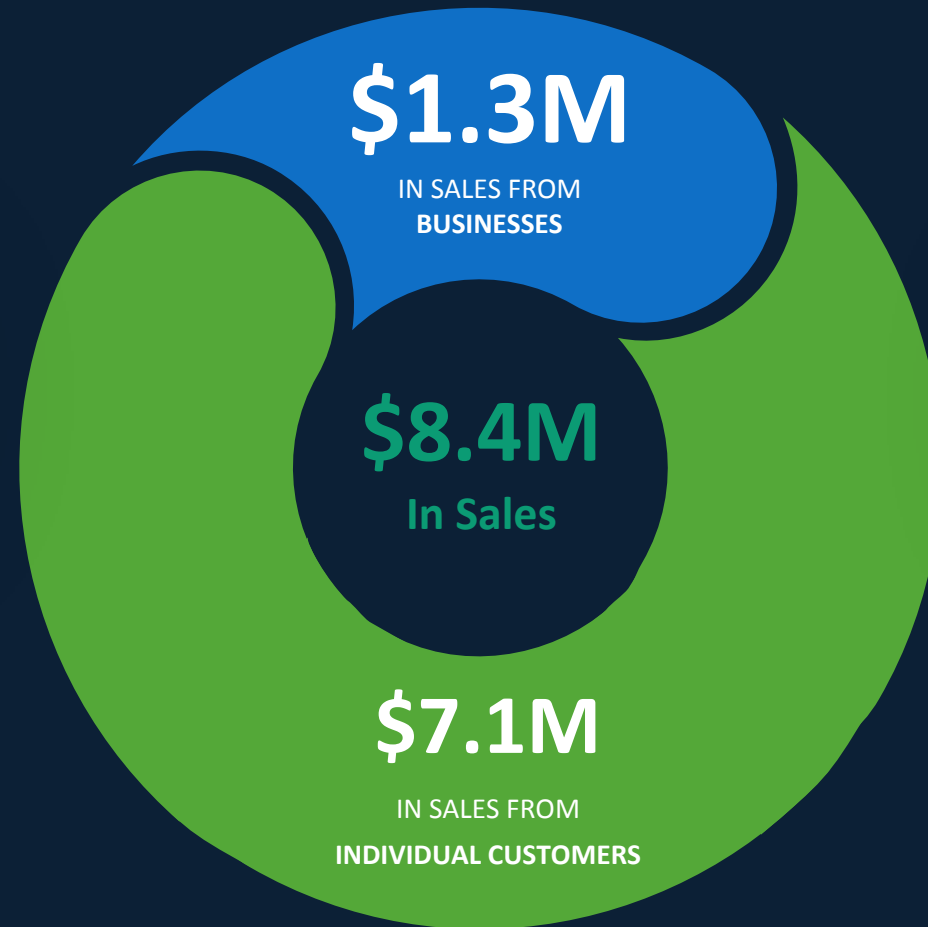 $1.3M
IN SALES FROM
BUSINESSES
$8.4M
In Sales
$7.1M
IN SALES FROM
INDIVIDUAL CUSTOMERS